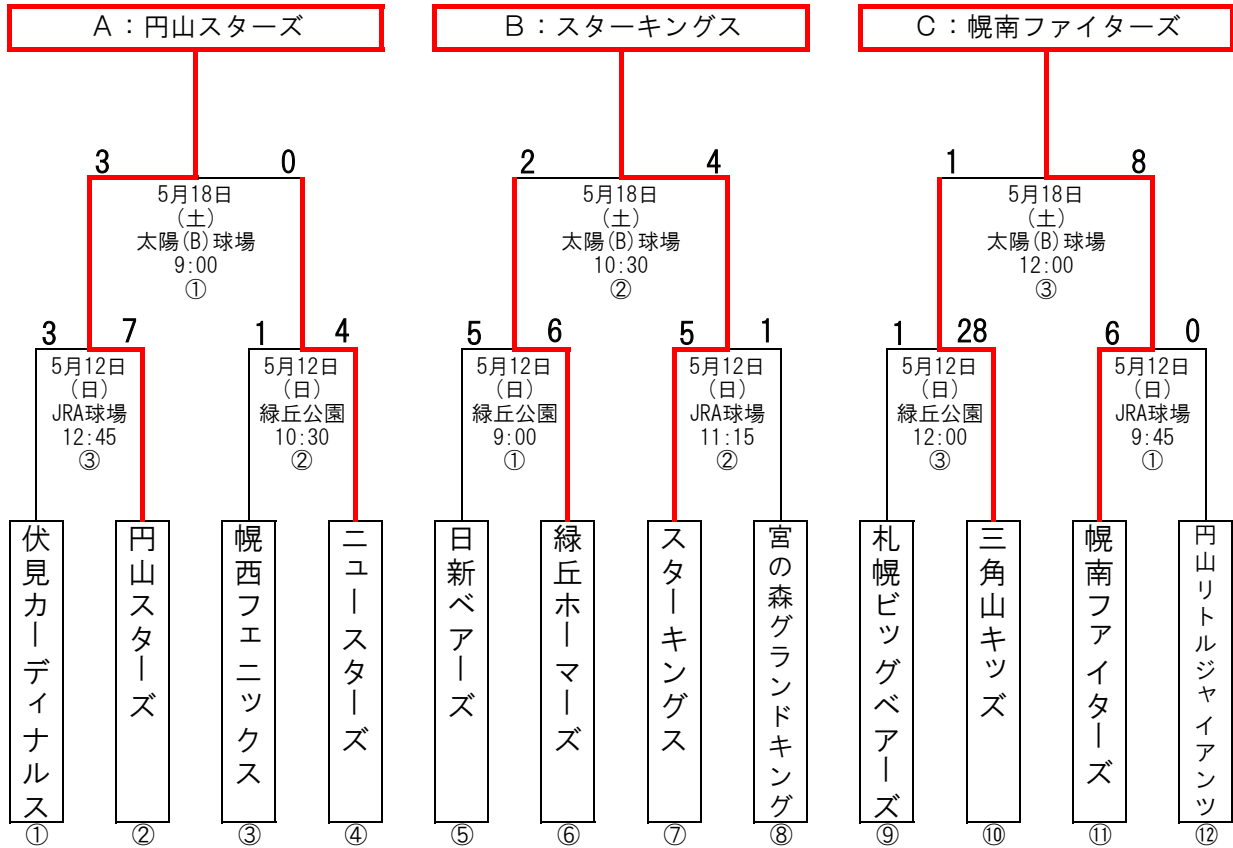 A：円山スターズ
B：スターキングス
C：幌南ファイターズ
3 0
5月18日
(土)
太陽(B)球場
9:00
①
2 4
5月18日
(土)
太陽(B)球場
10:30
②
1 8
5月18日
(土)
太陽(B)球場
12:00
③
3 7
5月12日
(日)
JRA球場
12:45
③
1 4
5月12日
(日)
緑丘公園
10:30
②
5 6
5月12日
(日)
緑丘公園
9:00
①
5 1
5月12日
(日)
JRA球場
11:15
②
1 28
5月12日
(日)
緑丘公園
12:00
③
6 0
5月12日
(日)
JRA球場
9:45
①
伏見カーディナルス
①
円山スターズ
②
幌西フェニックス
③
ニュースターズ
④
日新ベアーズ
⑤
緑丘ホーマーズ
⑥
スターキングス
⑦
宮の森グランドキング
⑧
札幌ビッグベアーズ
⑨
三角山キッズ
⑩
幌南ファイターズ
⑪
円山リトルジャイアンツ
⑫